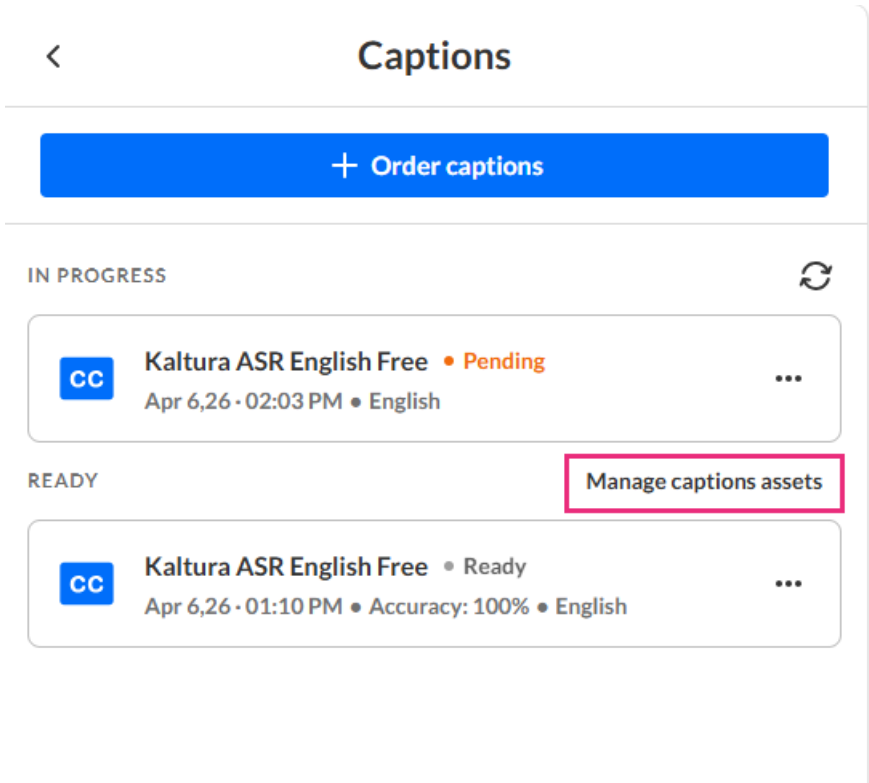 Captions
+ Order captions
IN PROGRESS
CC
Kaltura ASR English Free • Pending
Apr 6,26 · 02:03 PM • English
READY
Manage captions assets
CC
Kaltura ASR English Free • Ready
Apr 6,26 · 01:10 PM • Accuracy: 100% • English